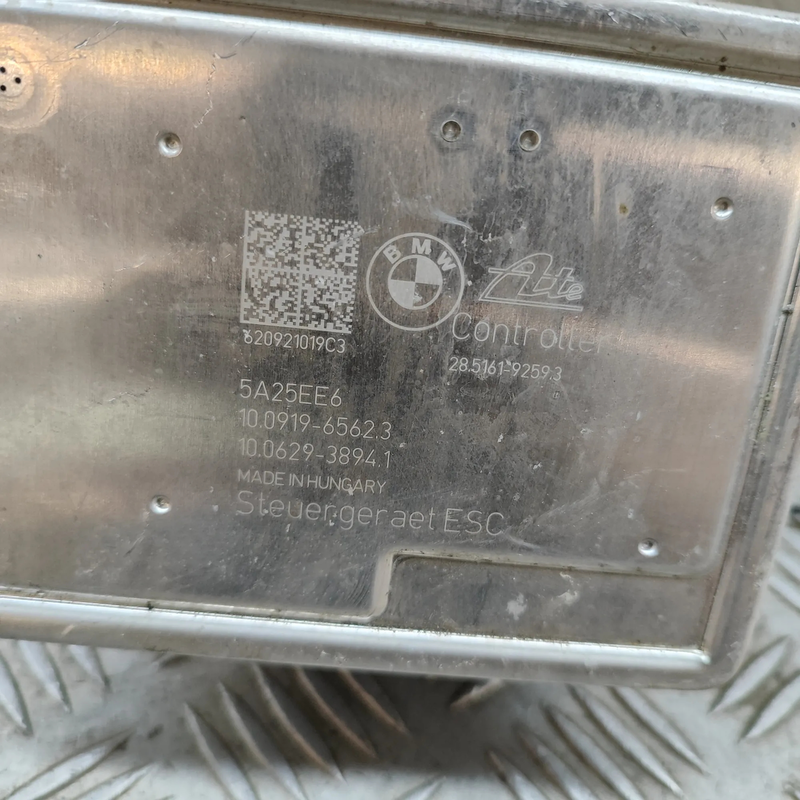 BMW
Ate
Controller
28.5161-9259.3
620921019C3
5A25EE6
10.0919-6562.3
10.0629-3894.1
MADE IN HUNGARY
Steuergeraet ESC